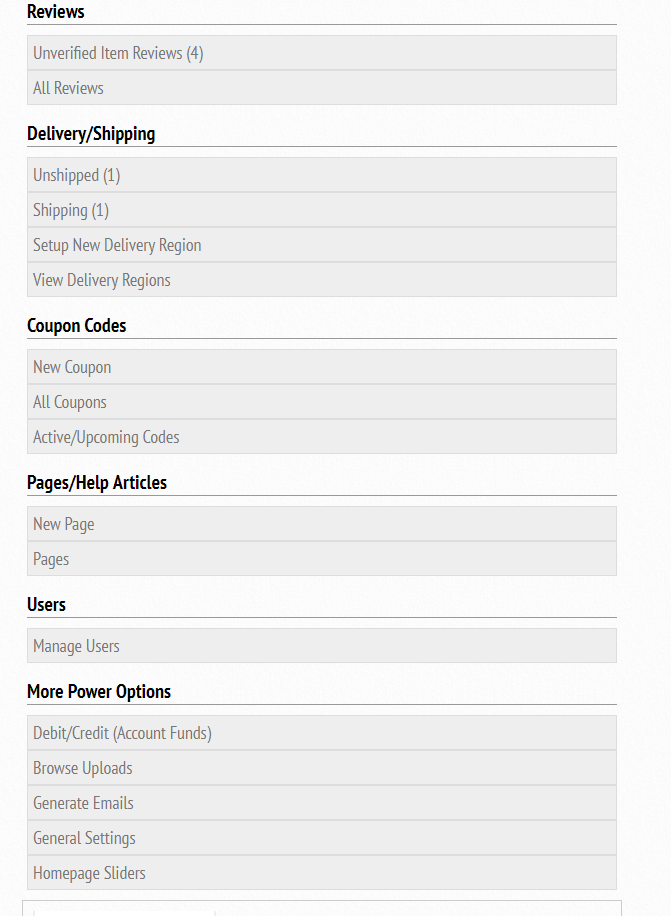 Reviews
Unverified Item Reviews (4)
All Reviews
Delivery/Shipping
Unshipped (1)
Shipping (1)
Setup New Delivery Region
View Delivery Regions
Coupon Codes
New Coupon
All Coupons
Active/Upcoming Codes
Pages/Help Articles
New Page
Pages
Users
Manage Users
More Power Options
Debit/Credit (Account Funds)
Browse Uploads
Generate Emails
General Settings
Homepage Sliders